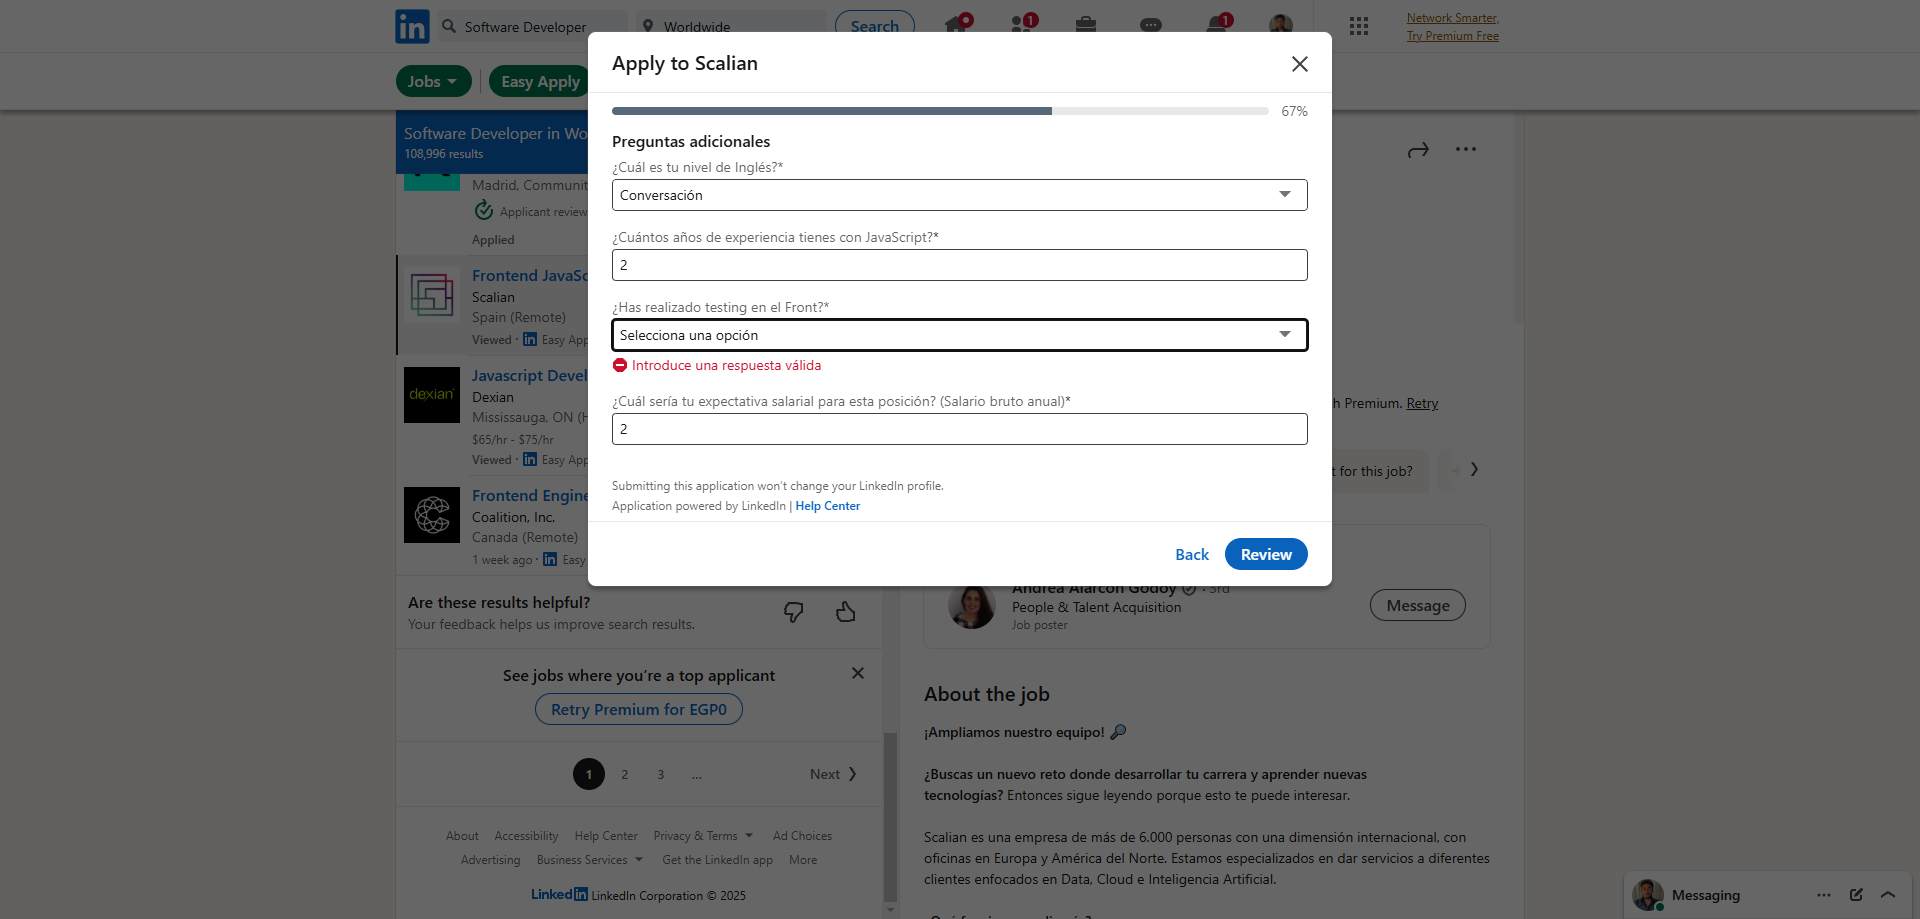 in
Software Developer
Worldwide
Search
1
1
Network Smarter,
Try Premium Free
Jobs
Easy Apply
Apply to Scalian
67%
Preguntas adicionales
¿Cuál es tu nivel de Inglés?*
Conversación
¿Cuántos años de experiencia tienes con JavaScript?*
2
¿Has realizado testing en el Front?*
Selecciona una opción
Introduce una respuesta válida
¿Cuál sería tu expectativa salarial para esta posición? (Salario bruto anual)*
2
Submitting this application won't change your LinkedIn profile.
Application powered by LinkedIn | Help Center
Back
Review
Software Developer in Wo
108,996 results
Madrid, Communit
Applicant review
Applied
Frontend JavaSc
Scalian
Spain (Remote)
Viewed · in Easy App
dexian
Javascript Devel
Dexian
Mississauga, ON (H
$65/hr - $75/hr
Viewed · in Easy App
Frontend Engine
Coalition, Inc.
Canada (Remote)
1 week ago · in Easy
Are these results helpful?
Your feedback helps us improve search results.
See jobs where you're a top applicant
Retry Premium for EGP0
1 2 3 ... Next
About Accessibility Help Center Privacy & Terms Ad Choices
Advertising Business Services Get the LinkedIn app More
Linked in LinkedIn Corporation © 2025
h Premium. Retry
t for this job?
Andrea Alarcón Godoy · 3rd
People & Talent Acquisition
Job poster
Message
About the job
¡Ampliamos nuestro equipo!
¿Buscas un nuevo reto donde desarrollar tu carrera y aprender nuevas
tecnologías? Entonces sigue leyendo porque esto te puede interesar.
Scalian es una empresa de más de 6.000 personas con una dimensión internacional, con
oficinas en Europa y América del Norte. Estamos especializados en dar servicios a diferentes
clientes enfocados en Data, Cloud e Inteligencia Artificial.
Messaging